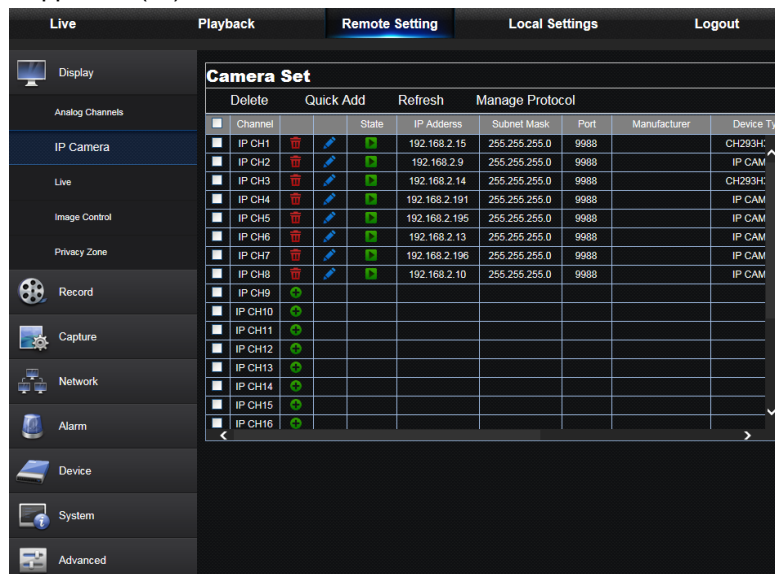 Live Playback Remote Setting Local Settings Logout
Display
Analog Channels
IP Camera
Live
Image Control
Privacy Zone
Record
Capture
Network
Alarm
Device
System
Advanced
Camera Set
Delete Quick Add Refresh Manage Protocol
Channel State IP Adderss Subnet Mask Port Manufacturer Device Ty
IP CH1 192.168.2.15 255.255.255.0 9988 CH293H
IP CH2 192.168.2.9 255.255.255.0 9988 IP CAM
IP CH3 192.168.2.14 255.255.255.0 9988 CH293H
IP CH4 192.168.2.191 255.255.255.0 9988 IP CAM
IP CH5 192.168.2.195 255.255.255.0 9988 IP CAM
IP CH6 192.168.2.13 255.255.255.0 9988 IP CAM
IP CH7 192.168.2.196 255.255.255.0 9988 IP CAM
IP CH8 192.168.2.10 255.255.255.0 9988 IP CAM
IP CH9
IP CH10
IP CH11
IP CH12
IP CH13
IP CH14
IP CH15
IP CH16